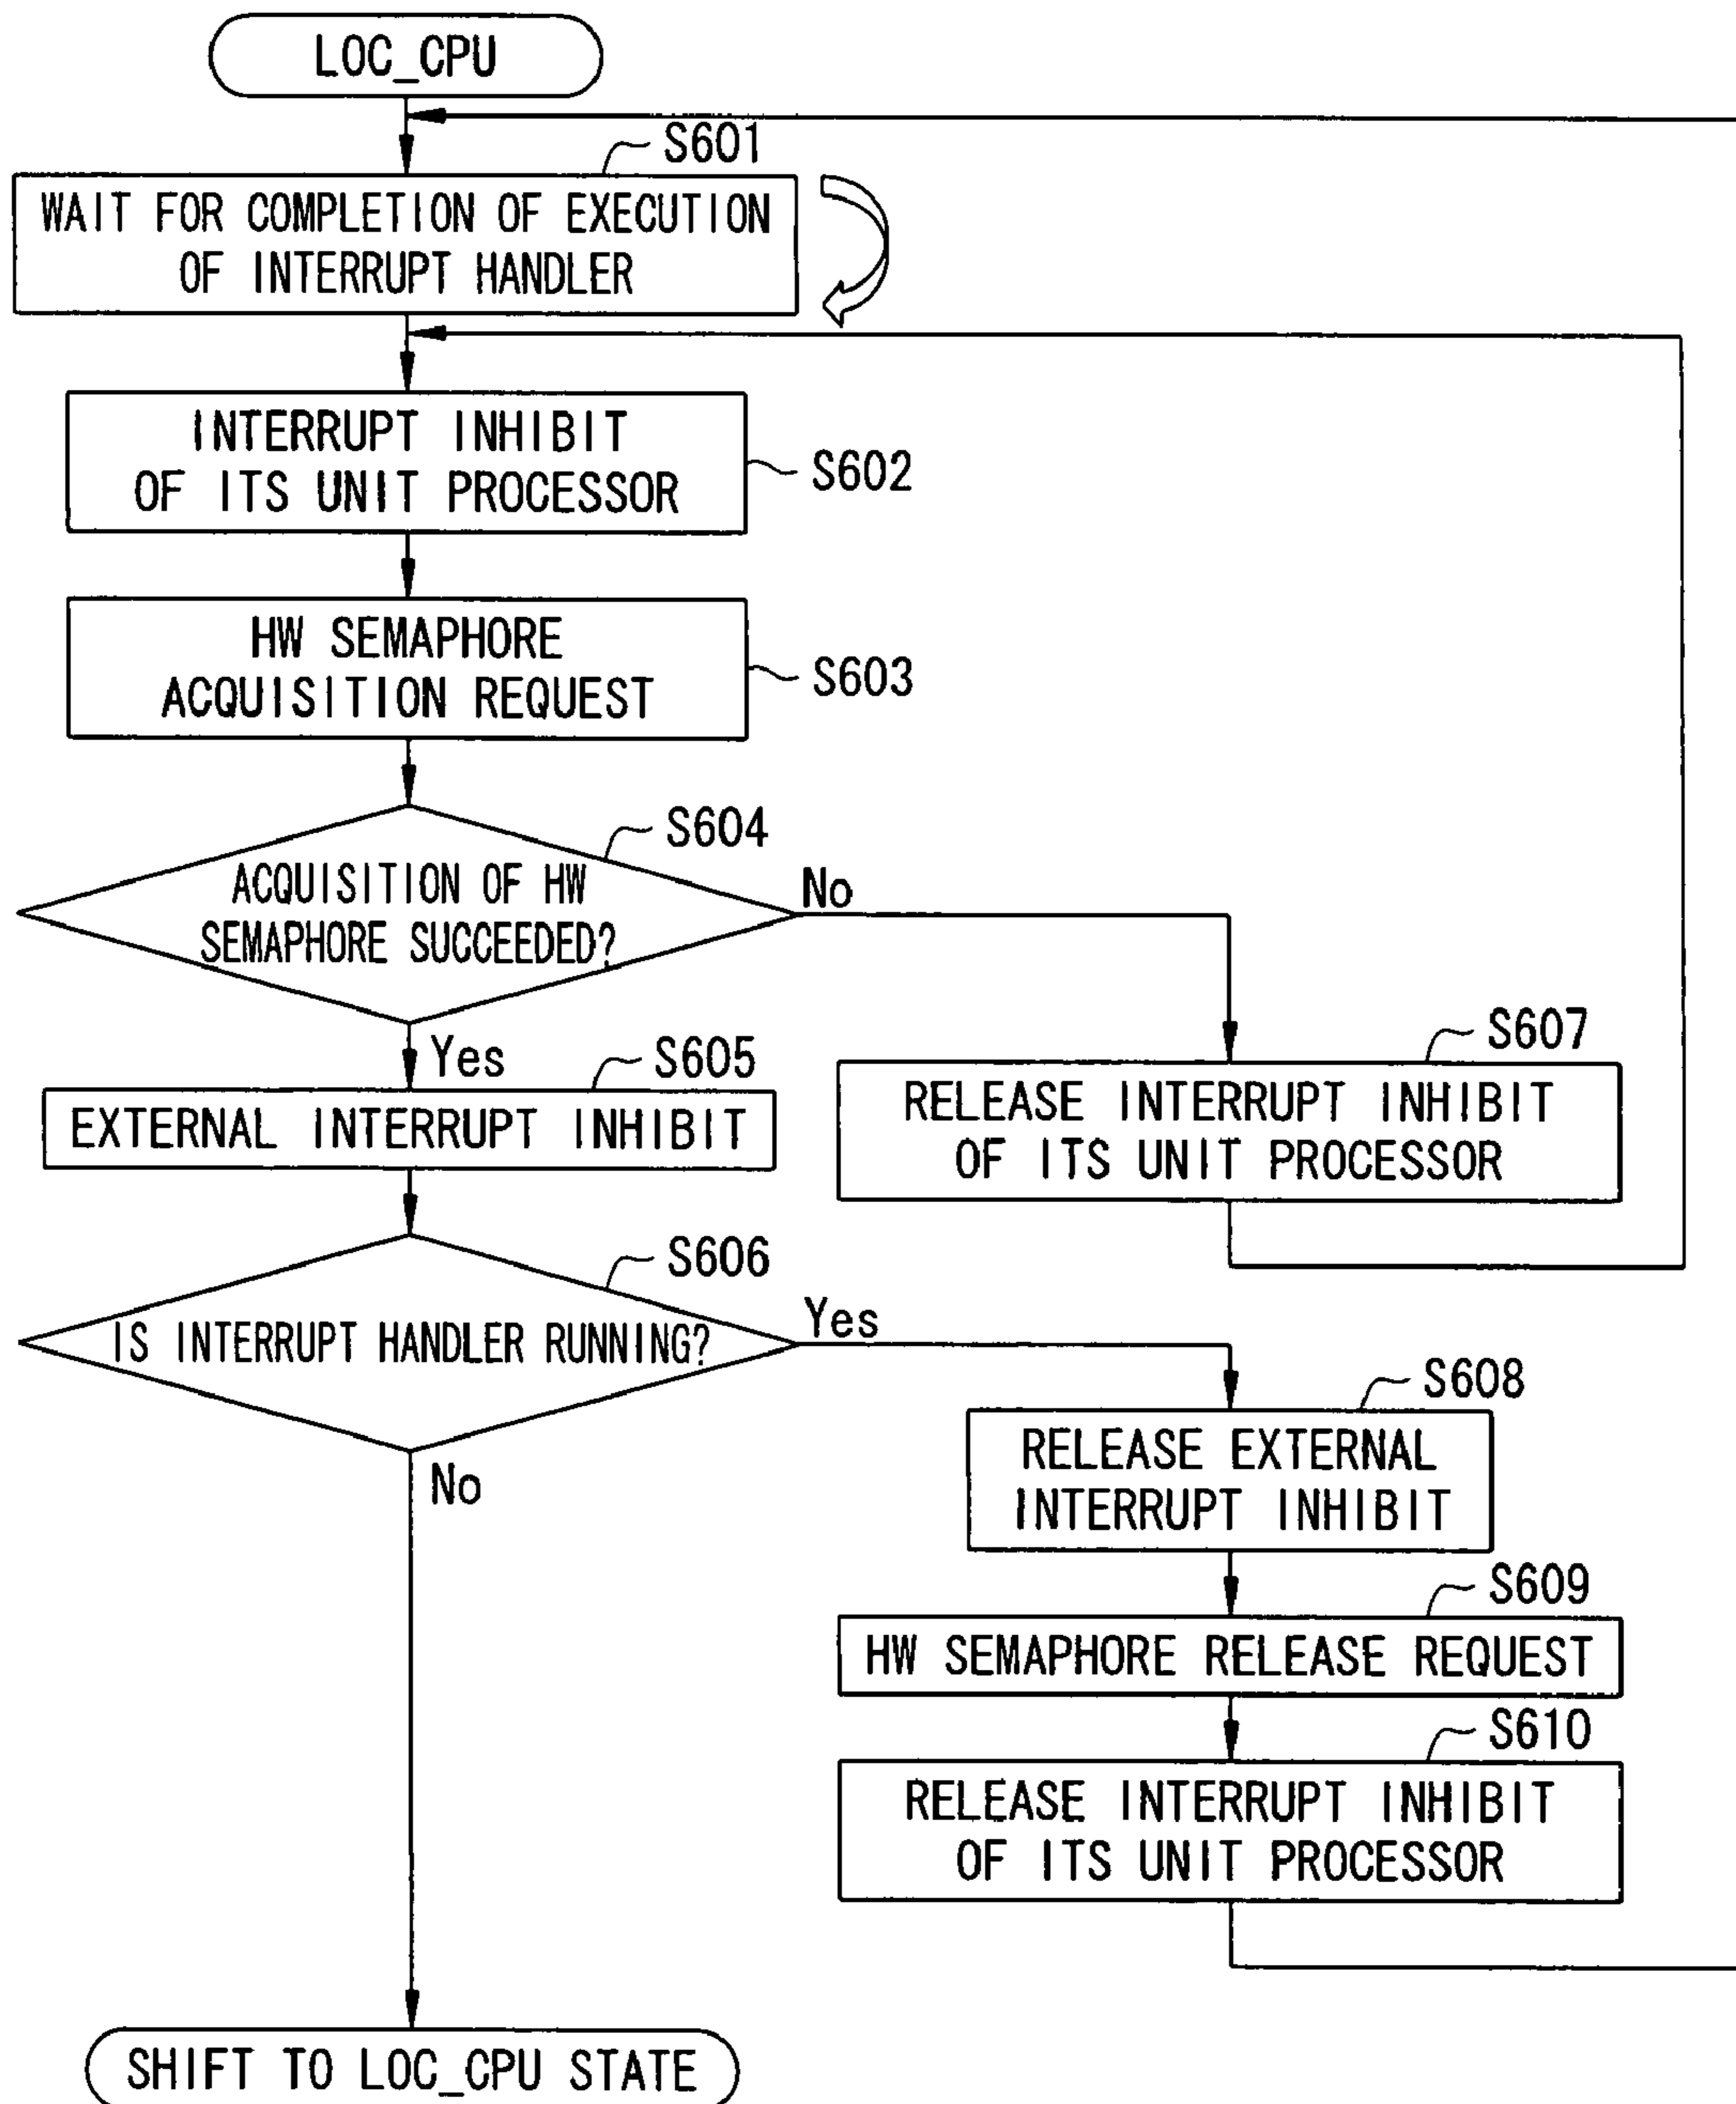 LOC_CPU
S601
WAIT FOR COMPLETION OF EXECUTION
OF INTERRUPT HANDLER
INTERRUPT INHIBIT
OF ITS UNIT PROCESSOR
S602
HW SEMAPHORE
ACQUISITION REQUEST
S603
S604
ACQUISITION OF HW
SEMAPHORE SUCCEEDED?
No
Yes
S605
EXTERNAL INTERRUPT INHIBIT
S607
RELEASE INTERRUPT INHIBIT
OF ITS UNIT PROCESSOR
S606
IS INTERRUPT HANDLER RUNNING?
Yes
No
S608
RELEASE EXTERNAL
INTERRUPT INHIBIT
S609
HW SEMAPHORE RELEASE REQUEST
S610
RELEASE INTERRUPT INHIBIT
OF ITS UNIT PROCESSOR
SHIFT TO LOC_CPU STATE